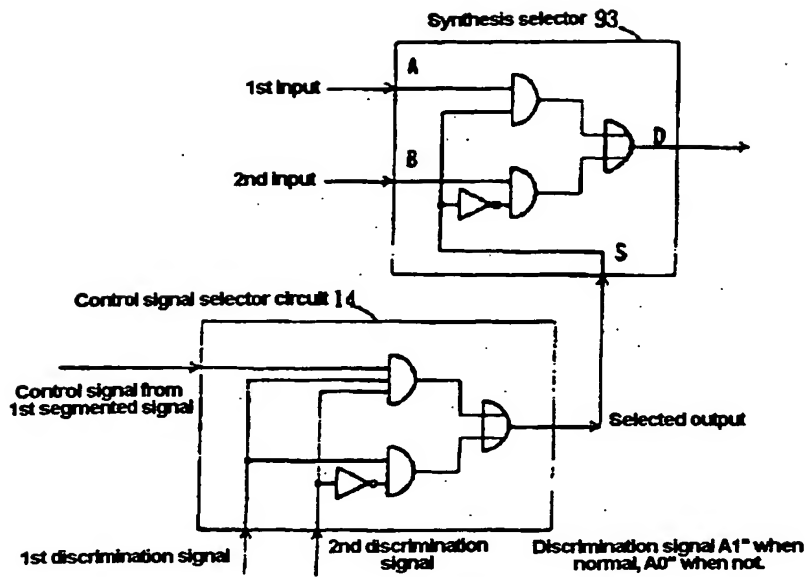 Synthesis selector 93
A
1st input
D
B
2nd input
S
Control signal selector circuit 14
Control signal from
1st segmented signal
Selected output
1st discrimination signal
2nd discrimination
signal
Discrimination signal A1" when
normal, A0" when not.